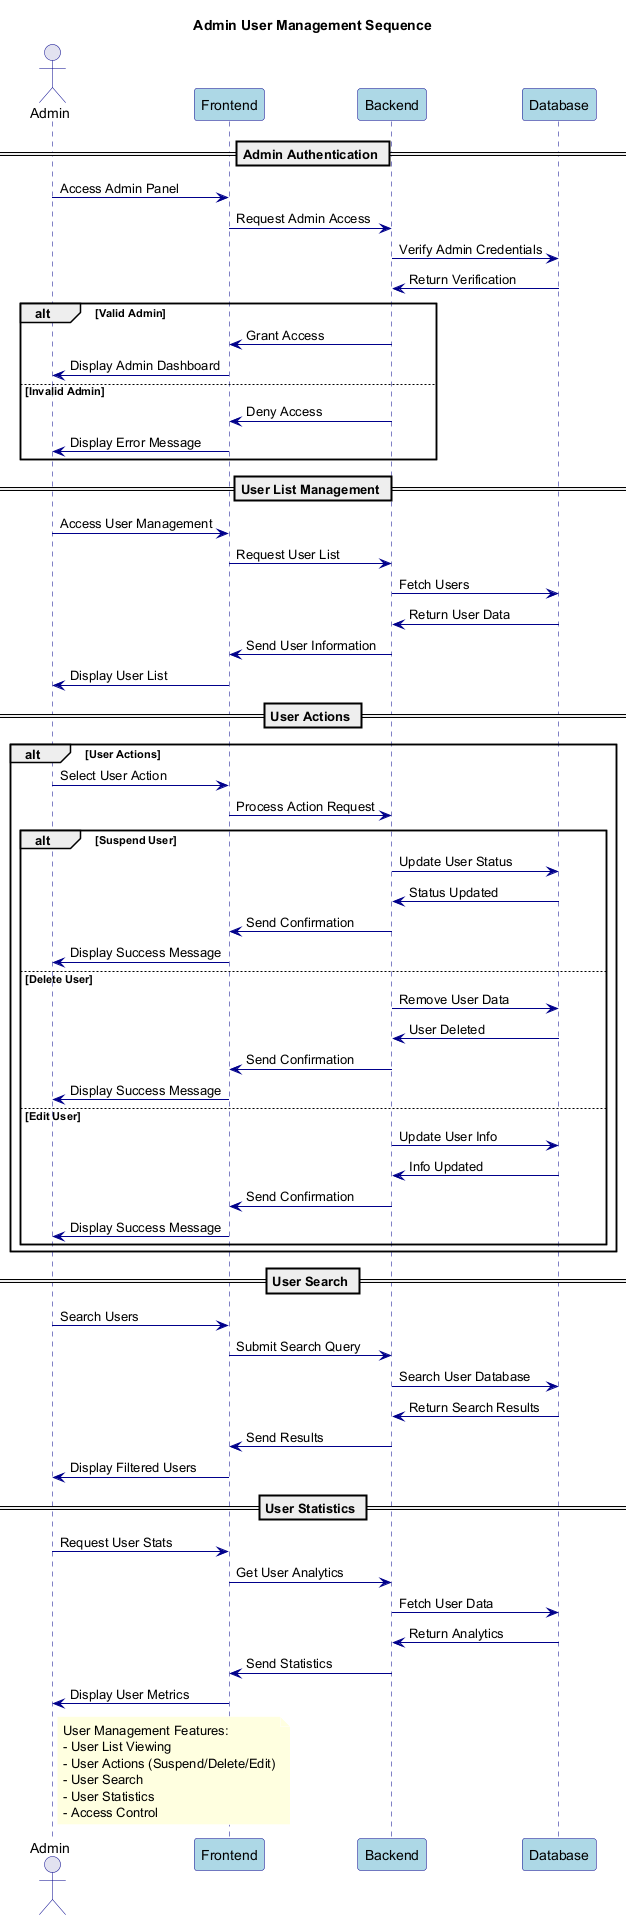 Admin User Management Sequence
Admin
Frontend
Backend
Database
Admin Authentication
Access Admin Panel
Request Admin Access
Verify Admin Credentials
Return Verification
alt [Valid Admin]
Grant Access
Display Admin Dashboard
[Invalid Admin]
Deny Access
Display Error Message
User List Management
Access User Management
Request User List
Fetch Users
Return User Data
Send User Information
Display User List
User Actions
alt [User Actions]
Select User Action
Process Action Request
alt [Suspend User]
Update User Status
Status Updated
Send Confirmation
Display Success Message
[Delete User]
Remove User Data
User Deleted
Send Confirmation
Display Success Message
[Edit User]
Update User Info
Info Updated
Send Confirmation
Display Success Message
User Search
Search Users
Submit Search Query
Search User Database
Return Search Results
Send Results
Display Filtered Users
User Statistics
Request User Stats
Get User Analytics
Fetch User Data
Return Analytics
Send Statistics
Display User Metrics
User Management Features:
- User List Viewing
- User Actions (Suspend/Delete/Edit)
- User Search
- User Statistics
- Access Control
Admin
Frontend
Backend
Database